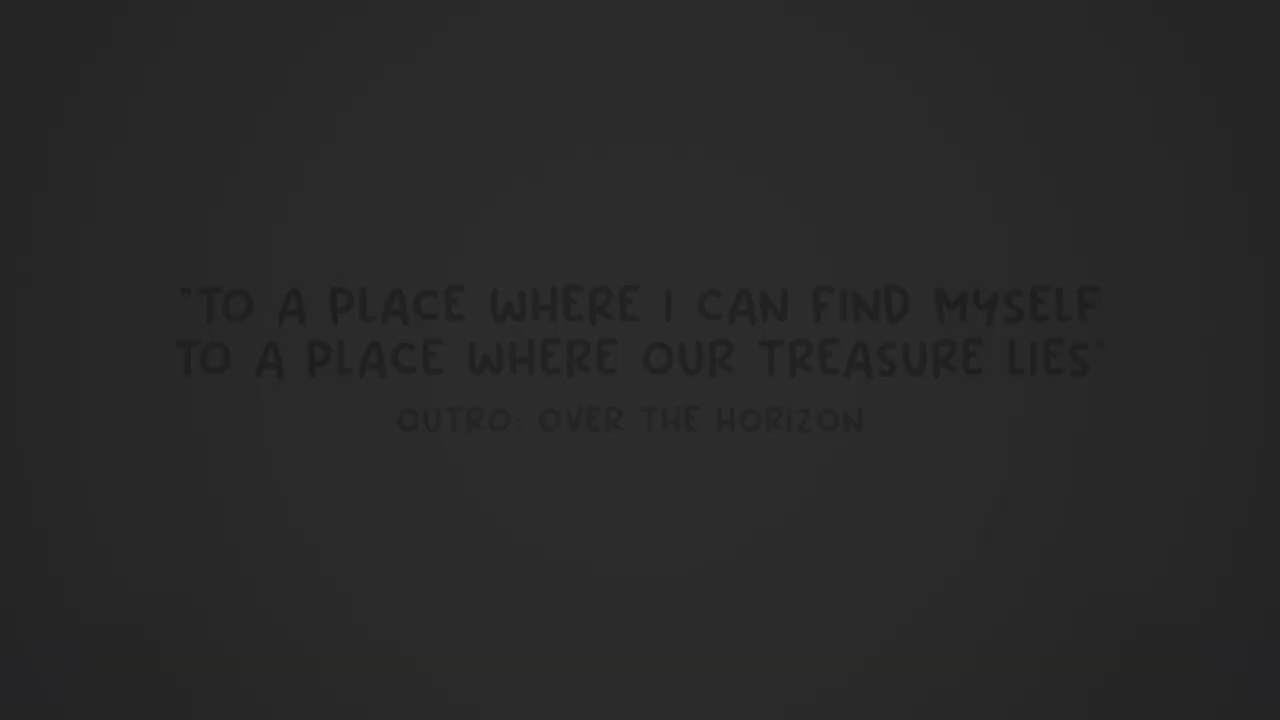 "TO A PLACE WHERE I CAN FIND MYSELF
TO A PLACE WHERE OUR TREASURE LIES"
OUTRO: OVER THE HORIZON